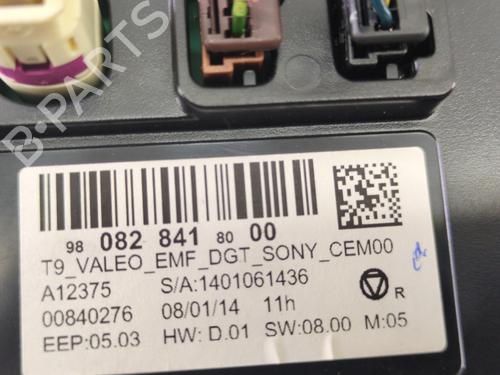 98 082 841 80 00
T9_VALEO_EMF_DGT_SONY_CEM00
A12375 S/A:1401061436
00840276 08/01/14 11h
R
EEP:05.03 HW: D.01 SW:08.00 M:05
B-PARTS